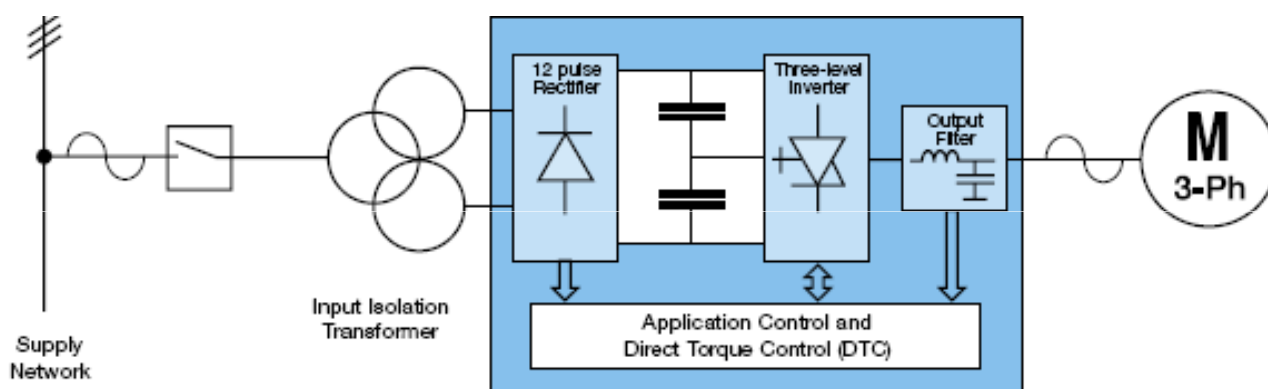 Supply
Network
Input Isolation
Transformer
12 pulse
Rectifier
Three-level
Inverter
Output
Filter
Application Control and
Direct Torque Control (DTC)
M
3-Ph